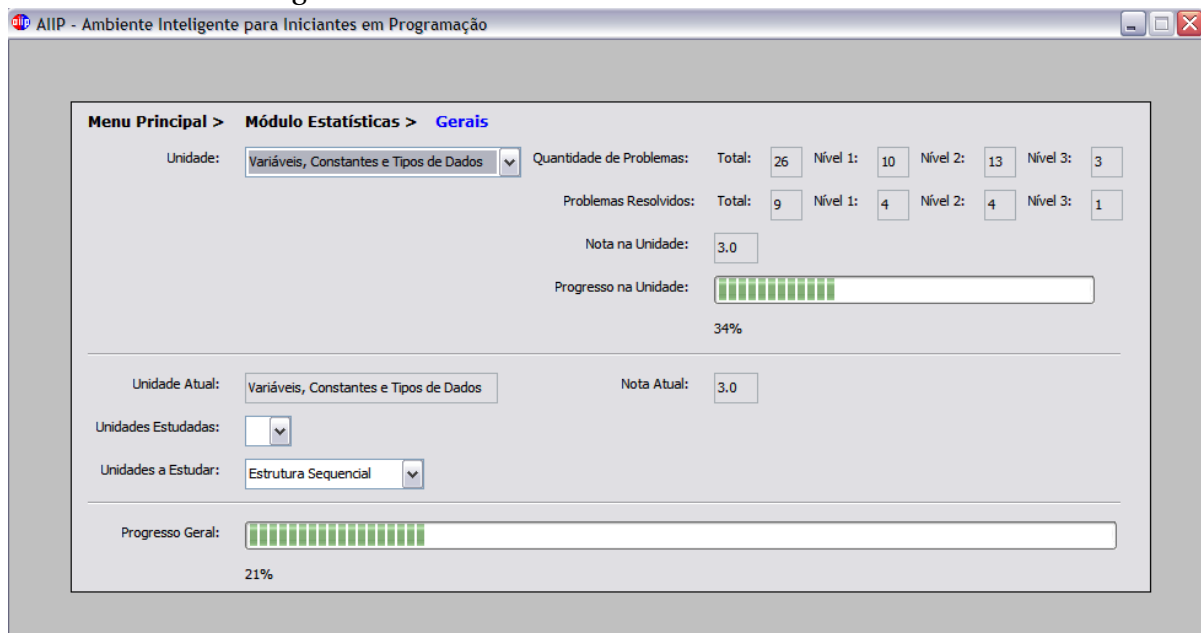 aiip AIIP - Ambiente Inteligente para Iniciantes em Programação
Menu Principal > Módulo Estatísticas > Gerais
Unidade: Variáveis, Constantes e Tipos de Dados Quantidade de Problemas: Total: 26 Nível 1: 10 Nível 2: 13 Nível 3: 3
Problemas Resolvidos: Total: 9 Nível 1: 4 Nível 2: 4 Nível 3: 1
Nota na Unidade: 3.0
Progresso na Unidade:
34%
Unidade Atual: Variáveis, Constantes e Tipos de Dados Nota Atual: 3.0
Unidades Estudadas:
Unidades a Estudar: Estrutura Sequencial
Progresso Geral:
21%